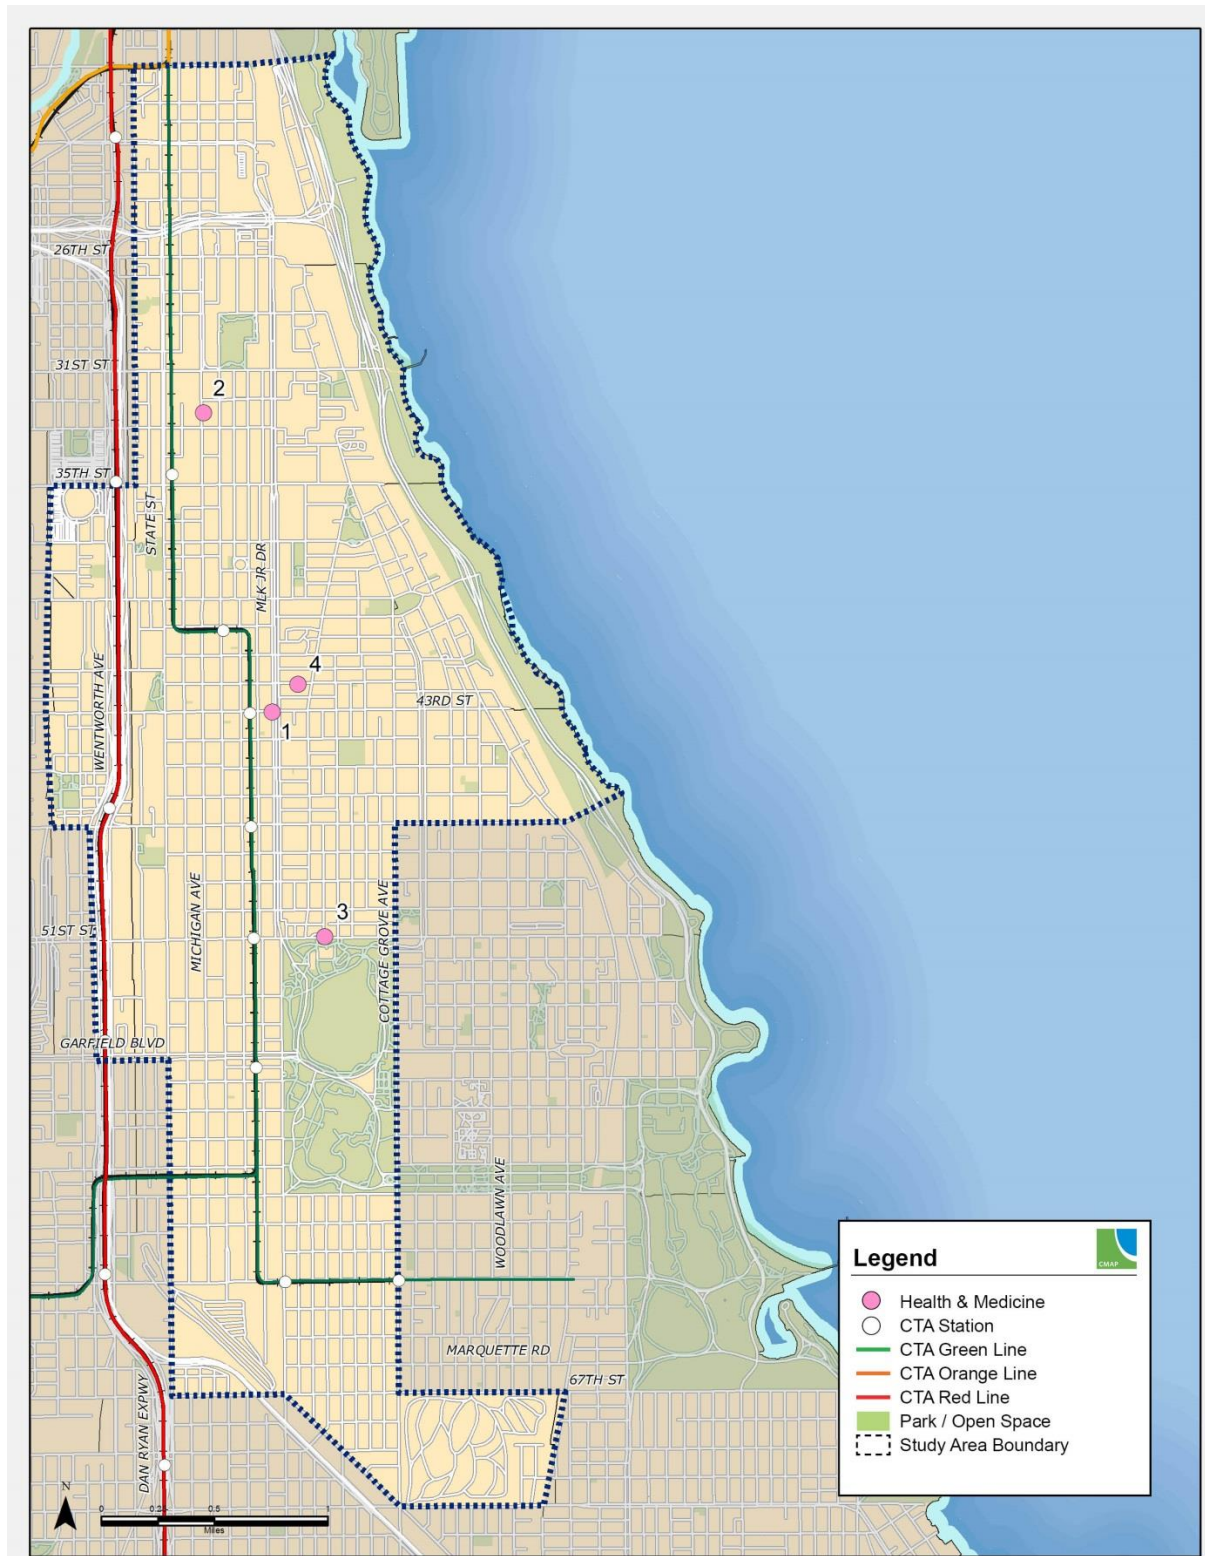 26TH ST
31ST ST
2
35TH ST
STATE ST
MLK JR DR
4
WENTWORTH AVE
43RD ST
1
MICHIGAN AVE
COTTAGE GROVE AVE
3
51ST ST
GARFIELD BLVD
WOODLAWN AVE
MARQUETTE RD
67TH ST
DAN RYAN EXPWY
N
0 0.25 0.5 1
Miles
Legend
CMAP
Health & Medicine
CTA Station
CTA Green Line
CTA Orange Line
CTA Red Line
Park / Open Space
Study Area Boundary